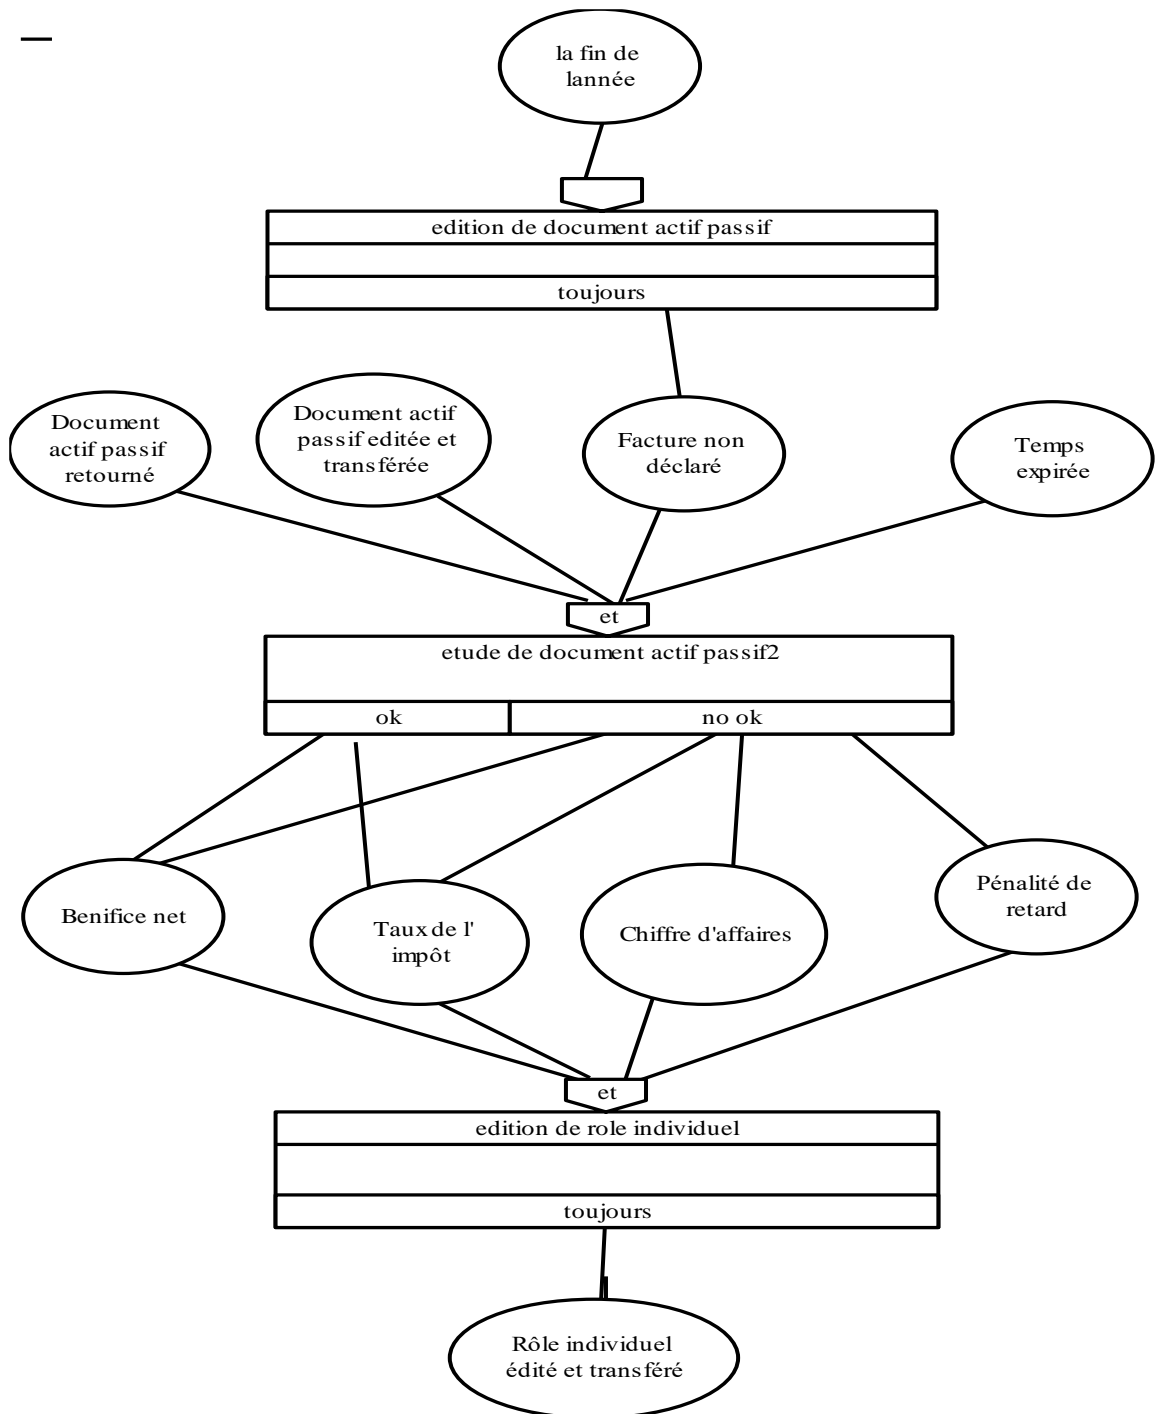 la fin de
lannée
edition de document actif passif
toujours
Document
actif passif
retourné
Document actif
passif editée et
transférée
Facture non
déclaré
Temps
expirée
et
etude de document actif passif2
ok
no ok
Benifice net
Taux de l'
impôt
Chiffre d'affaires
Pénalité de
retard
et
edition de role individuel
toujours
Rôle individuel
édité et transféré